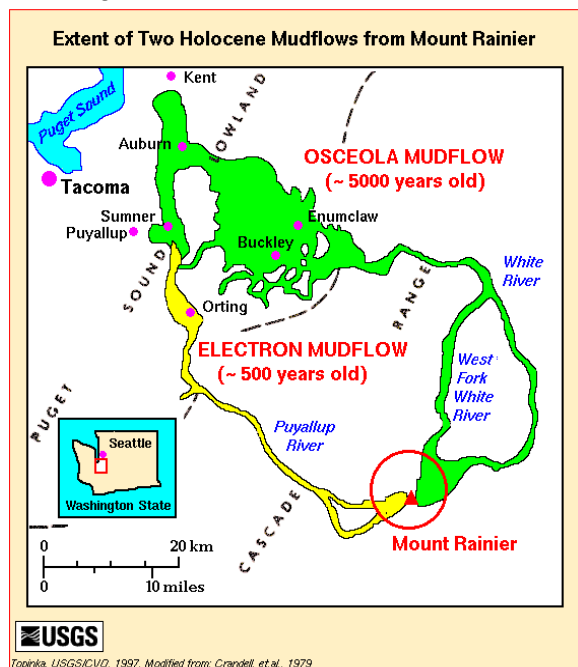 Extent of Two Holocene Mudflows from Mount Rainier
Kent
Puget Sound
LOWLAND
Auburn
OSCEOLA MUDFLOW
(~ 5000 years old)
Tacoma
Sumner
Enumclaw
Puyallup
Buckley
White
River
SOUND
RANGE
Orting
ELECTRON MUDFLOW
(~ 500 years old)
West
Fork
White
River
PUGET
Puyallup
River
Seattle
Washington State
CASCADE
Mount Rainier
0 20 km
0 10 miles
USGS
Topinka, USGS/CVO, 1997, Modified from: Crandell, et.al., 1979